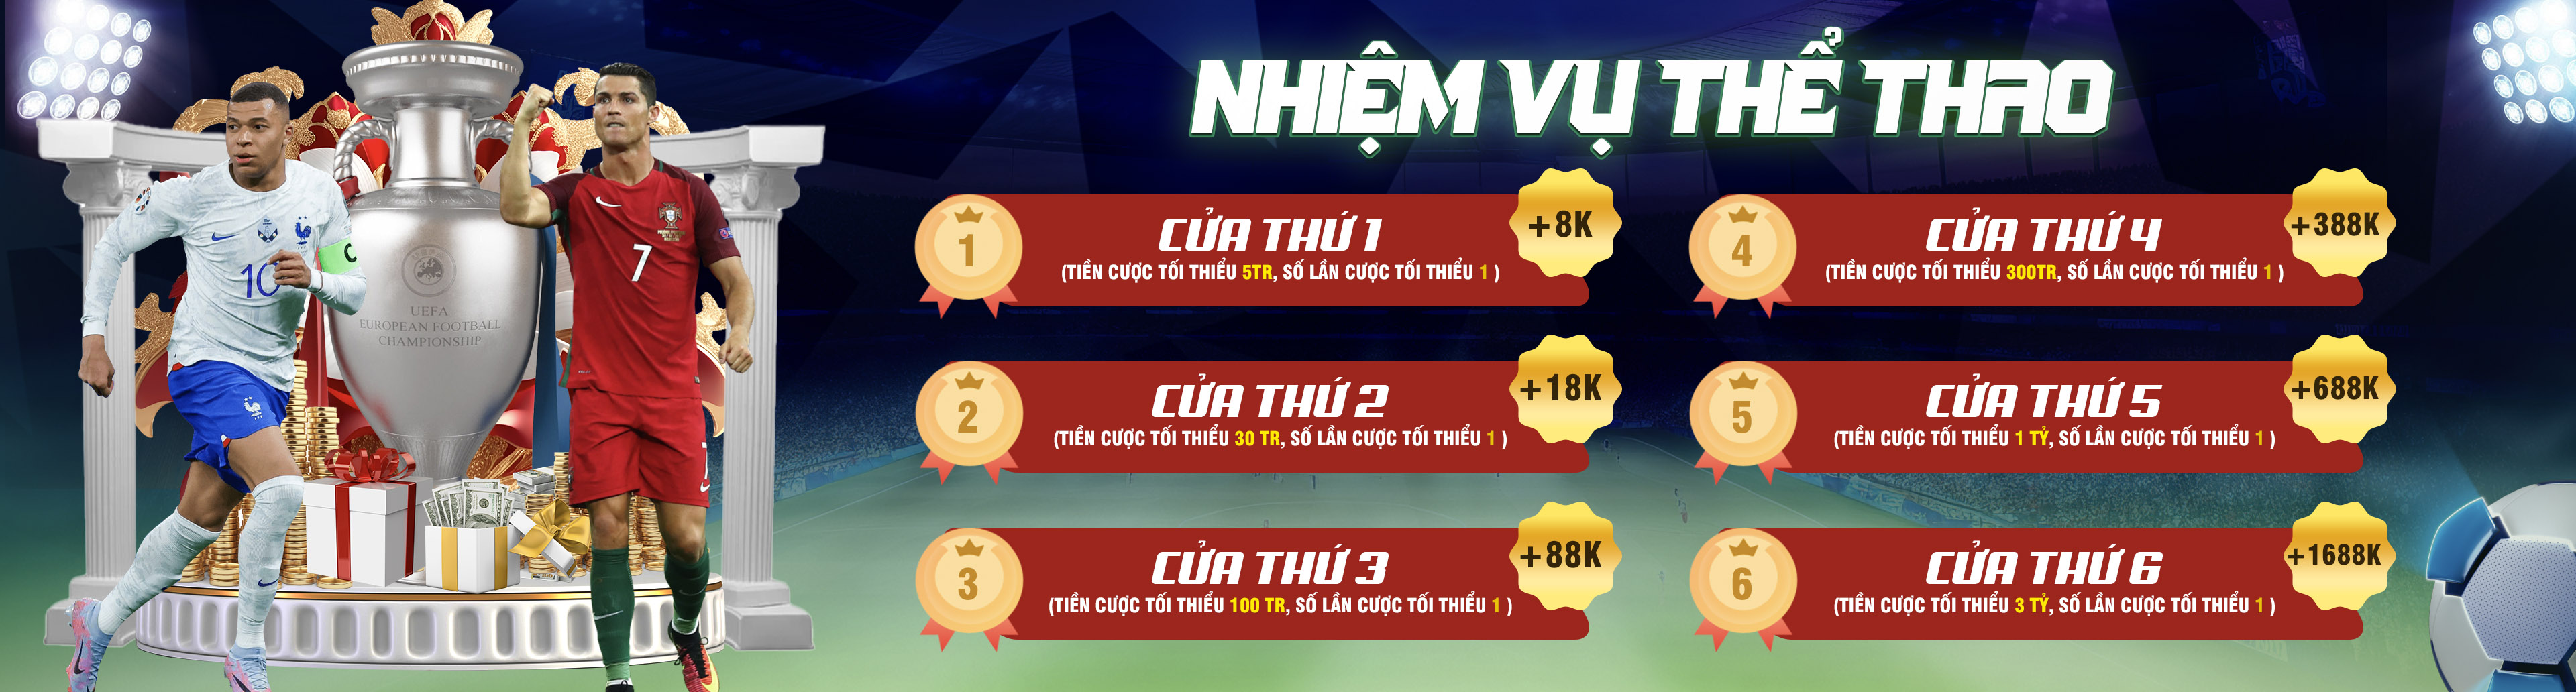 NHIỆM VỤ THỂ THAO
1
CỬA THỨ 1
(TIỀN CƯỢC TỐI THIỂU 5TR, SỐ LẦN CƯỢC TỐI THIỂU 1 )
+8K
2
CỬA THỨ 2
(TIỀN CƯỢC TỐI THIỂU 30 TR, SỐ LẦN CƯỢC TỐI THIỂU 1 )
+18K
3
CỬA THỨ 3
(TIỀN CƯỢC TỐI THIỂU 100 TR, SỐ LẦN CƯỢC TỐI THIỂU 1 )
+88K
4
CỬA THỨ 4
(TIỀN CƯỢC TỐI THIỂU 300TR, SỐ LẦN CƯỢC TỐI THIỂU 1 )
+388K
5
CỬA THỨ 5
(TIỀN CƯỢC TỐI THIỂU 1 TỶ, SỐ LẦN CƯỢC TỐI THIỂU 1 )
+688K
6
CỬA THỨ 6
(TIỀN CƯỢC TỐI THIỂU 3 TỶ, SỐ LẦN CƯỢC TỐI THIỂU 1 )
+1688K
10
C
7
UEFA
EUROPEAN FOOTBALL
CHAMPIONSHIP